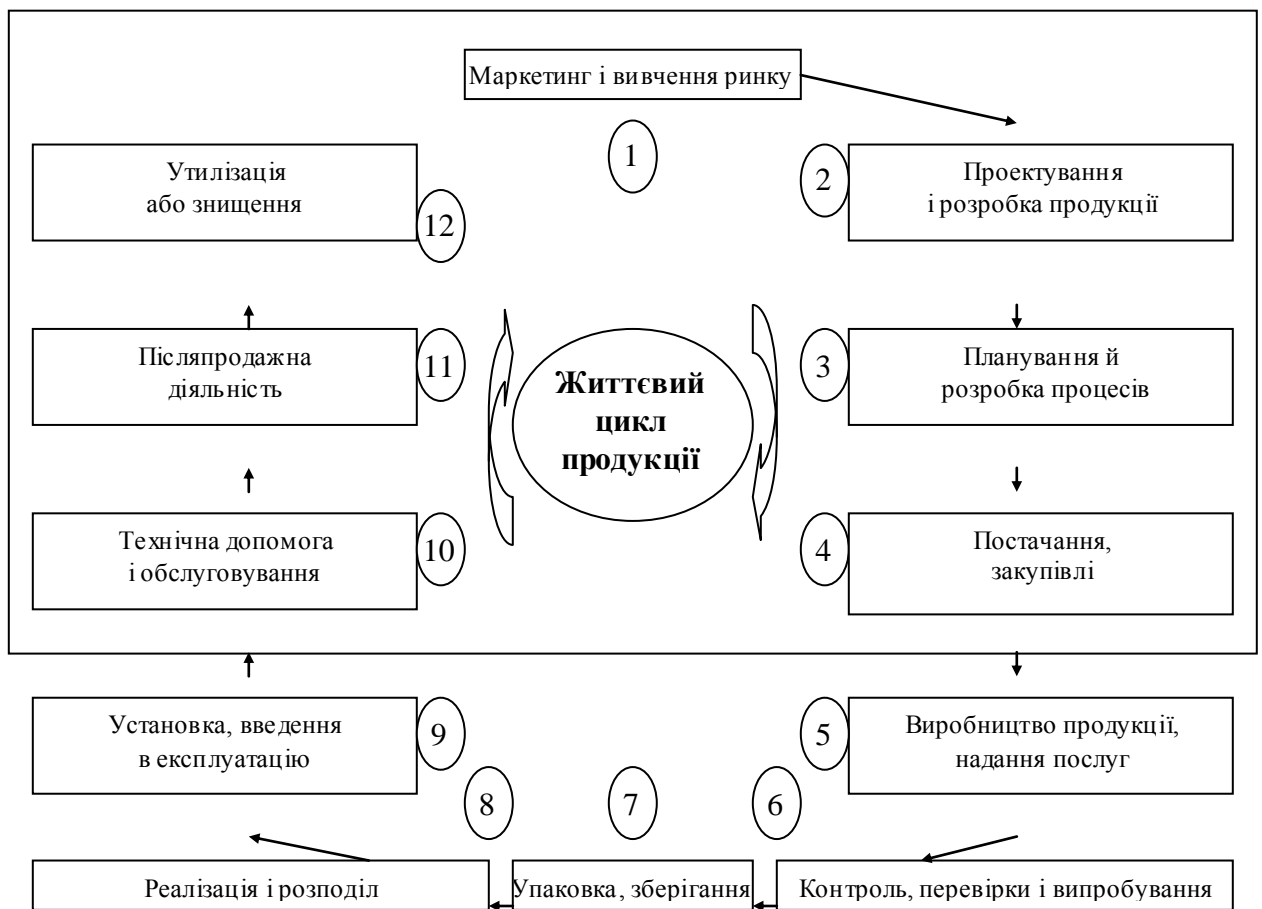 Маркетинг і вивчення ринку
1
2
Проектування
і розробка продукції
3
Планування й
розробка процесів
4
Постачання,
закупівлі
5
Виробництво продукції,
надання послуг
6
Контроль, перевірки і випробування
7
Упаковка, зберігання
8
Реалізація і розподіл
9
Установка, введення
в експлуатацію
10
Технічна допомога
і обслуговування
11
Післяпродажна
діяльність
12
Утилізація
або знищення
Життєвий
цикл
продукції